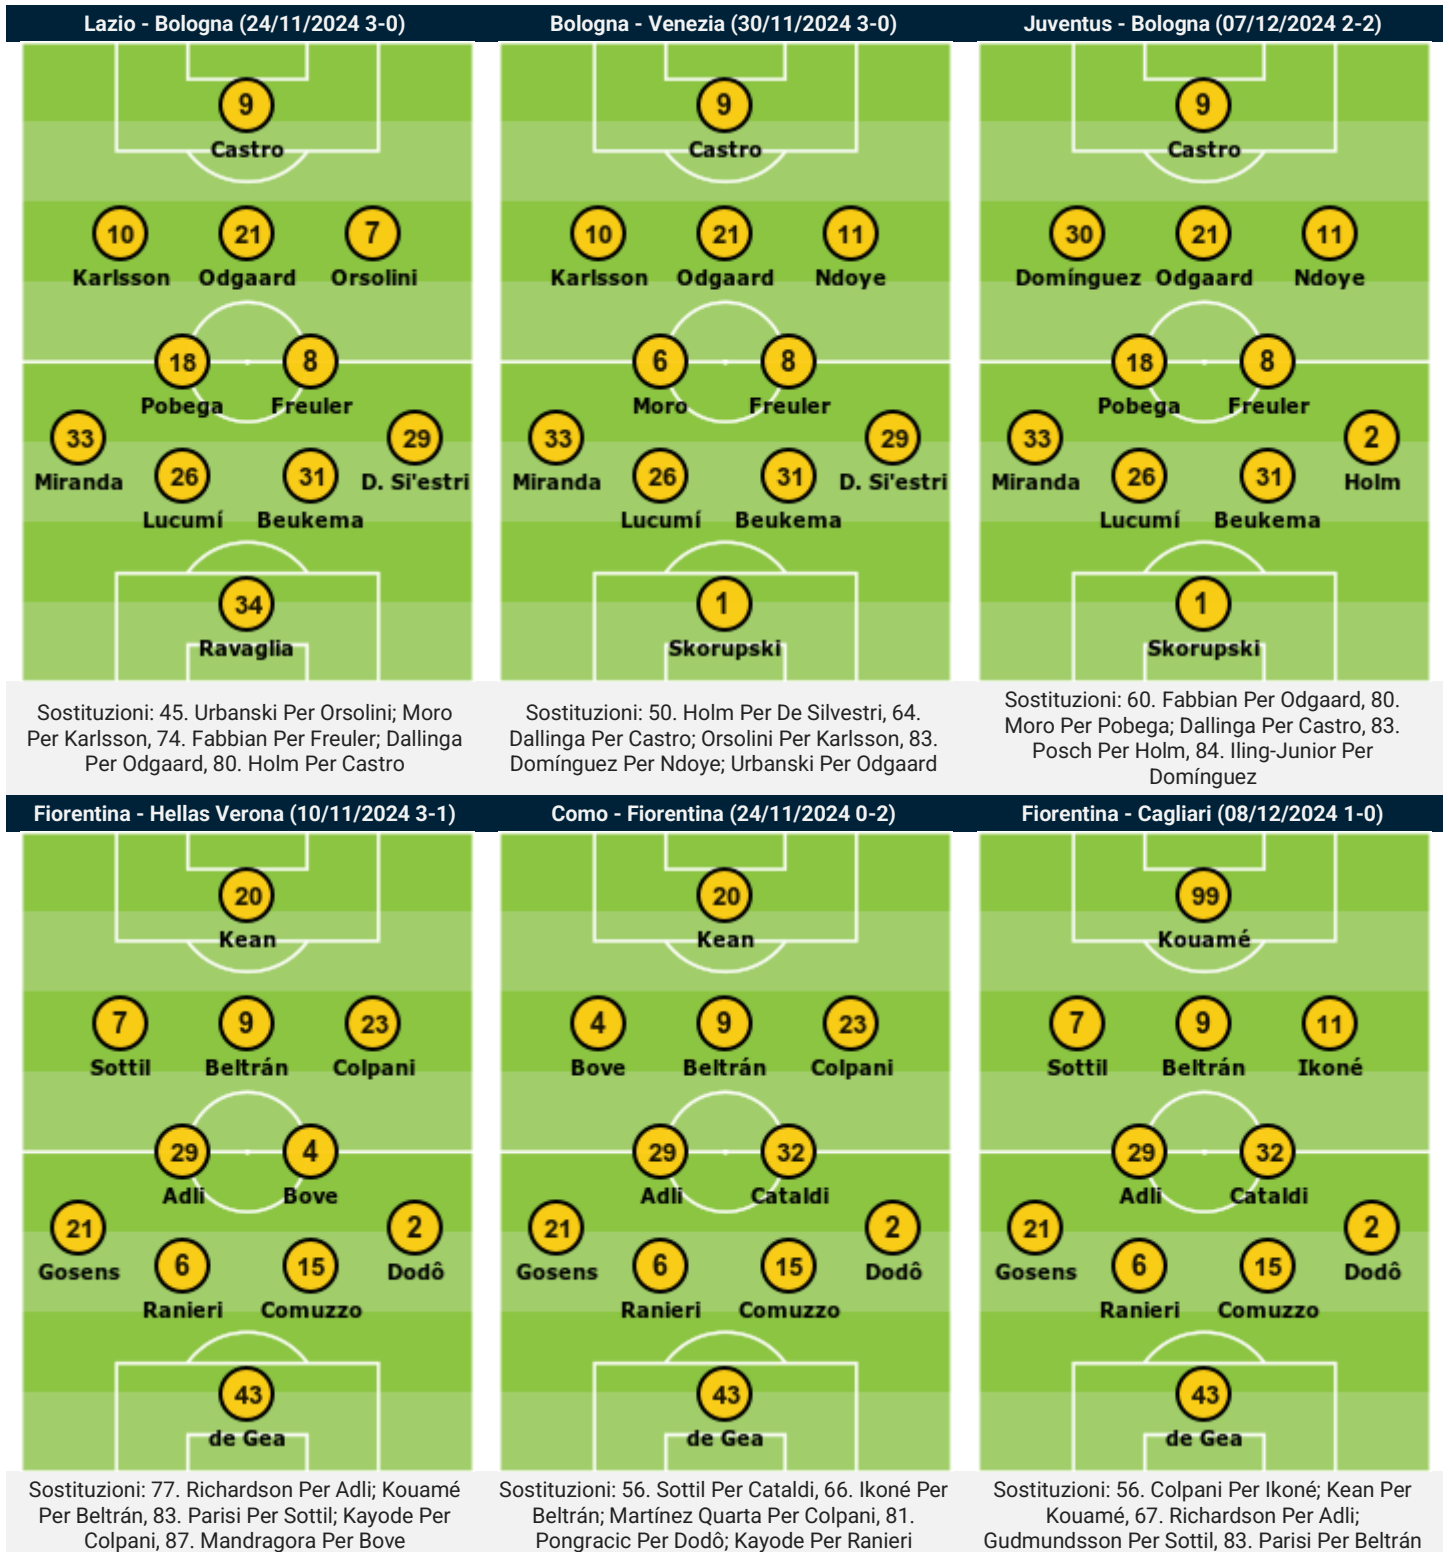 Lazio - Bologna (24/11/2024 3-0)
9
Castro
10 21 7
Karlsson Odgaard Orsolini
18 8
Pobega Freuler
33 29
Miranda D. Si'estri
26 31
Lucumí Beukema
34
Ravaglia
Sostituzioni: 45. Urbanski Per Orsolini; Moro
Per Karlsson, 74. Fabbian Per Freuler; Dallinga
Per Odgaard, 80. Holm Per Castro
Bologna - Venezia (30/11/2024 3-0)
9
Castro
10 21 11
Karlsson Odgaard Ndoye
6 8
Moro Freuler
33 29
Miranda D. Si'estri
26 31
Lucumí Beukema
1
Skorupski
Sostituzioni: 50. Holm Per De Silvestri, 64.
Dallinga Per Castro; Orsolini Per Karlsson, 83.
Domínguez Per Ndoye; Urbanski Per Odgaard
Juventus - Bologna (07/12/2024 2-2)
9
Castro
30 21 11
Domínguez Odgaard Ndoye
18 8
Pobega Freuler
33 2
Miranda Holm
26 31
Lucumí Beukema
1
Skorupski
Sostituzioni: 60. Fabbian Per Odgaard, 80.
Moro Per Pobega; Dallinga Per Castro, 83.
Posch Per Holm, 84. Iling-Junior Per
Domínguez
Fiorentina - Hellas Verona (10/11/2024 3-1)
20
Kean
7 9 23
Sottil Beltrán Colpani
29 4
Adli Bove
21 2
Gosens Dodô
6 15
Ranieri Comuzzo
43
de Gea
Sostituzioni: 77. Richardson Per Adli; Kouamé
Per Beltrán, 83. Parisi Per Sottil; Kayode Per
Colpani, 87. Mandragora Per Bove
Como - Fiorentina (24/11/2024 0-2)
20
Kean
4 9 23
Bove Beltrán Colpani
29 32
Adli Cataldi
21 2
Gosens Dodô
6 15
Ranieri Comuzzo
43
de Gea
Sostituzioni: 56. Sottil Per Cataldi, 66. Ikoné Per
Beltrán; Martínez Quarta Per Colpani, 81.
Pongracic Per Dodô; Kayode Per Ranieri
Fiorentina - Cagliari (08/12/2024 1-0)
99
Kouamé
7 9 11
Sottil Beltrán Ikoné
29 32
Adli Cataldi
21 2
Gosens Dodô
6 15
Ranieri Comuzzo
43
de Gea
Sostituzioni: 56. Colpani Per Ikoné; Kean Per
Kouamé, 67. Richardson Per Adli;
Gudmundsson Per Sottil, 83. Parisi Per Beltrán